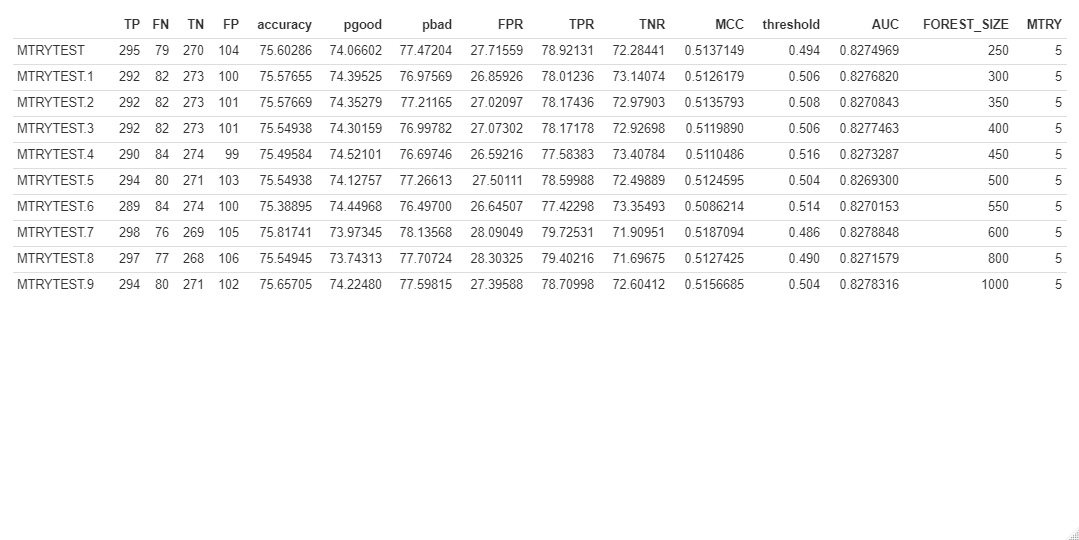 TP FN TN FP accuracy pgood pbad FPR TPR TNR MCC threshold AUC FOREST_SIZE MTRY
MTRYTEST 295 79 270 104 75.60286 74.06602 77.47204 27.71559 78.92131 72.28441 0.5137149 0.494 0.8274969 250 5
MTRYTEST.1 292 82 273 100 75.57655 74.39525 76.97569 26.85926 78.01236 73.14074 0.5126179 0.506 0.8276820 300 5
MTRYTEST.2 292 82 273 101 75.57669 74.35279 77.21165 27.02097 78.17436 72.97903 0.5135793 0.508 0.8270843 350 5
MTRYTEST.3 292 82 273 101 75.54938 74.30159 76.99782 27.07302 78.17178 72.92698 0.5119890 0.506 0.8277463 400 5
MTRYTEST.4 290 84 274 99 75.49584 74.52101 76.69746 26.59216 77.58383 73.40784 0.5110486 0.516 0.8273287 450 5
MTRYTEST.5 294 80 271 103 75.54938 74.12757 77.26613 27.50111 78.59988 72.49889 0.5124595 0.504 0.8269300 500 5
MTRYTEST.6 289 84 274 100 75.38895 74.44968 76.49700 26.64507 77.42298 73.35493 0.5086214 0.514 0.8270153 550 5
MTRYTEST.7 298 76 269 105 75.81741 73.97345 78.13568 28.09049 79.72531 71.90951 0.5187094 0.486 0.8278848 600 5
MTRYTEST.8 297 77 268 106 75.54945 73.74313 77.70724 28.30325 79.40216 71.69675 0.5127425 0.490 0.8271579 800 5
MTRYTEST.9 294 80 271 102 75.65705 74.22480 77.59815 27.39588 78.70998 72.60412 0.5156685 0.504 0.8278316 1000 5